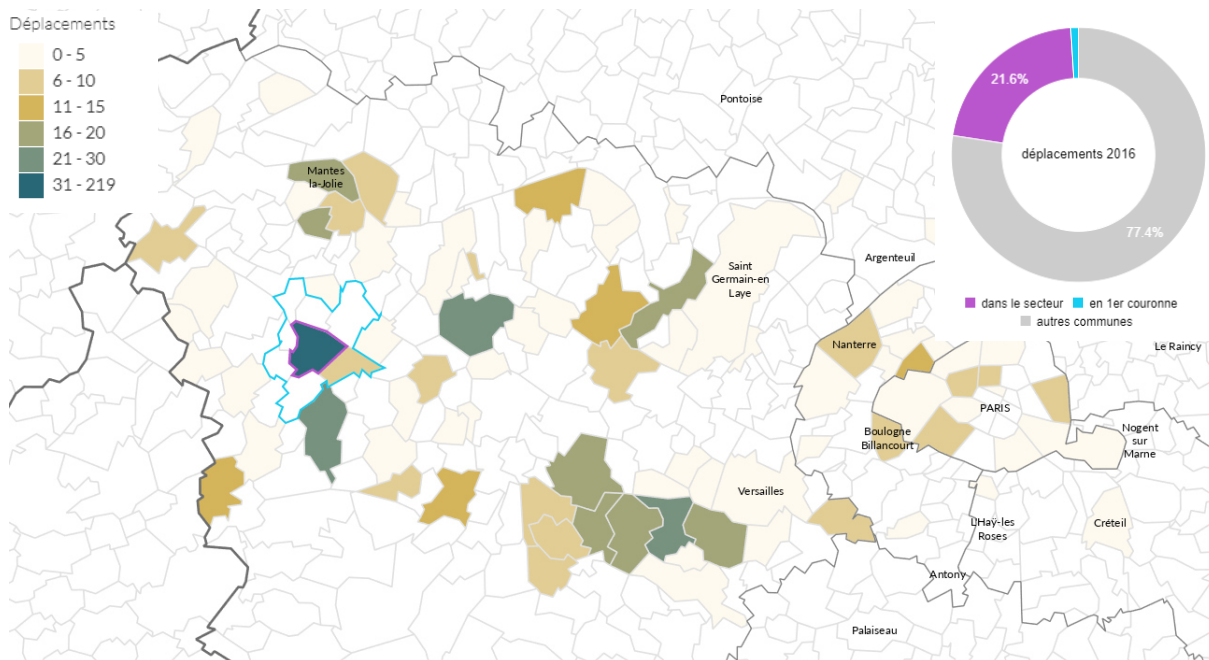 Déplacements
0 - 5
6 - 10
11 - 15
16 - 20
21 - 30
31 - 219
Mantes
la-Jolie
Pontoise
Saint
Germain-en
Laye
Argenteuil
Nanterre
Le Raincy
PARIS
Boulogne
Billancourt
Nogent
sur
Marne
Versailles
L'Haÿ-les
Roses
Créteil
Antony
Palaiseau
21.6%
déplacements 2016
77.4%
dans le secteur
en 1er couronne
autres communes